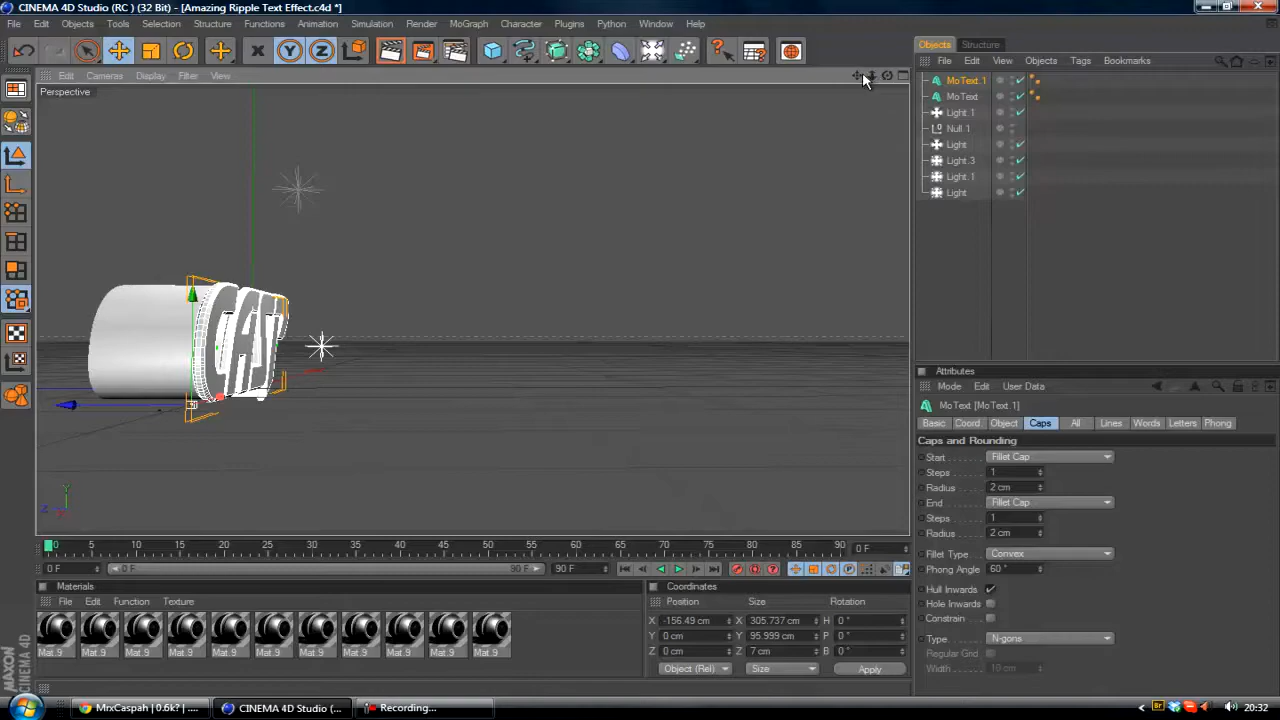 CINEMA 4D Studio (RC ) (32 Bit) - [Amazing Ripple Text Effect.c4d *]
File Edit Objects Tools Selection Structure Functions Animation Simulation Render MoGraph Character Plugins Python Window Help
Objects Structure
File Edit View Objects Tags Bookmarks
Edit Cameras Display Filter View
Perspective
MoText.1
MoText
Light.1
Null.1
Light
Light.3
Light.1
Light
Attributes
Mode Edit User Data
MoText [MoText.1]
Basic Coord. Object Caps All Lines Words Letters Phong
Caps and Rounding
Start Fillet Cap
Steps 1
Radius 2 cm
End Fillet Cap
Steps 1
Radius 2 cm
Fillet Type Convex
Phong Angle 60 °
Hull Inwards
Hole Inwards
Constrain
Type N-gons
Regular Grid
Width 10 cm
Y
Z
0 5 10 15 20 25 30 35 40 45 50 55 60 65 70 75 80 85 90 0 F
0 F 0 F 90 F 90 F
Materials
File Edit Function Texture
Mat.9 Mat.9 Mat.9 Mat.9 Mat.9 Mat.9 Mat.9 Mat.9 Mat.9 Mat.9 Mat.9
Coordinates
Position Size Rotation
X -156.49 cm X 305.737 cm H 0 °
Y 0 cm Y 95.999 cm P 0 °
Z 0 cm Z 7 cm B 0 °
Object (Rel) Size Apply
MAXON
CINEMA 4D
MrxCaspah | 0.6k? | ... CINEMA 4D Studio (... Recording... Br 20:32